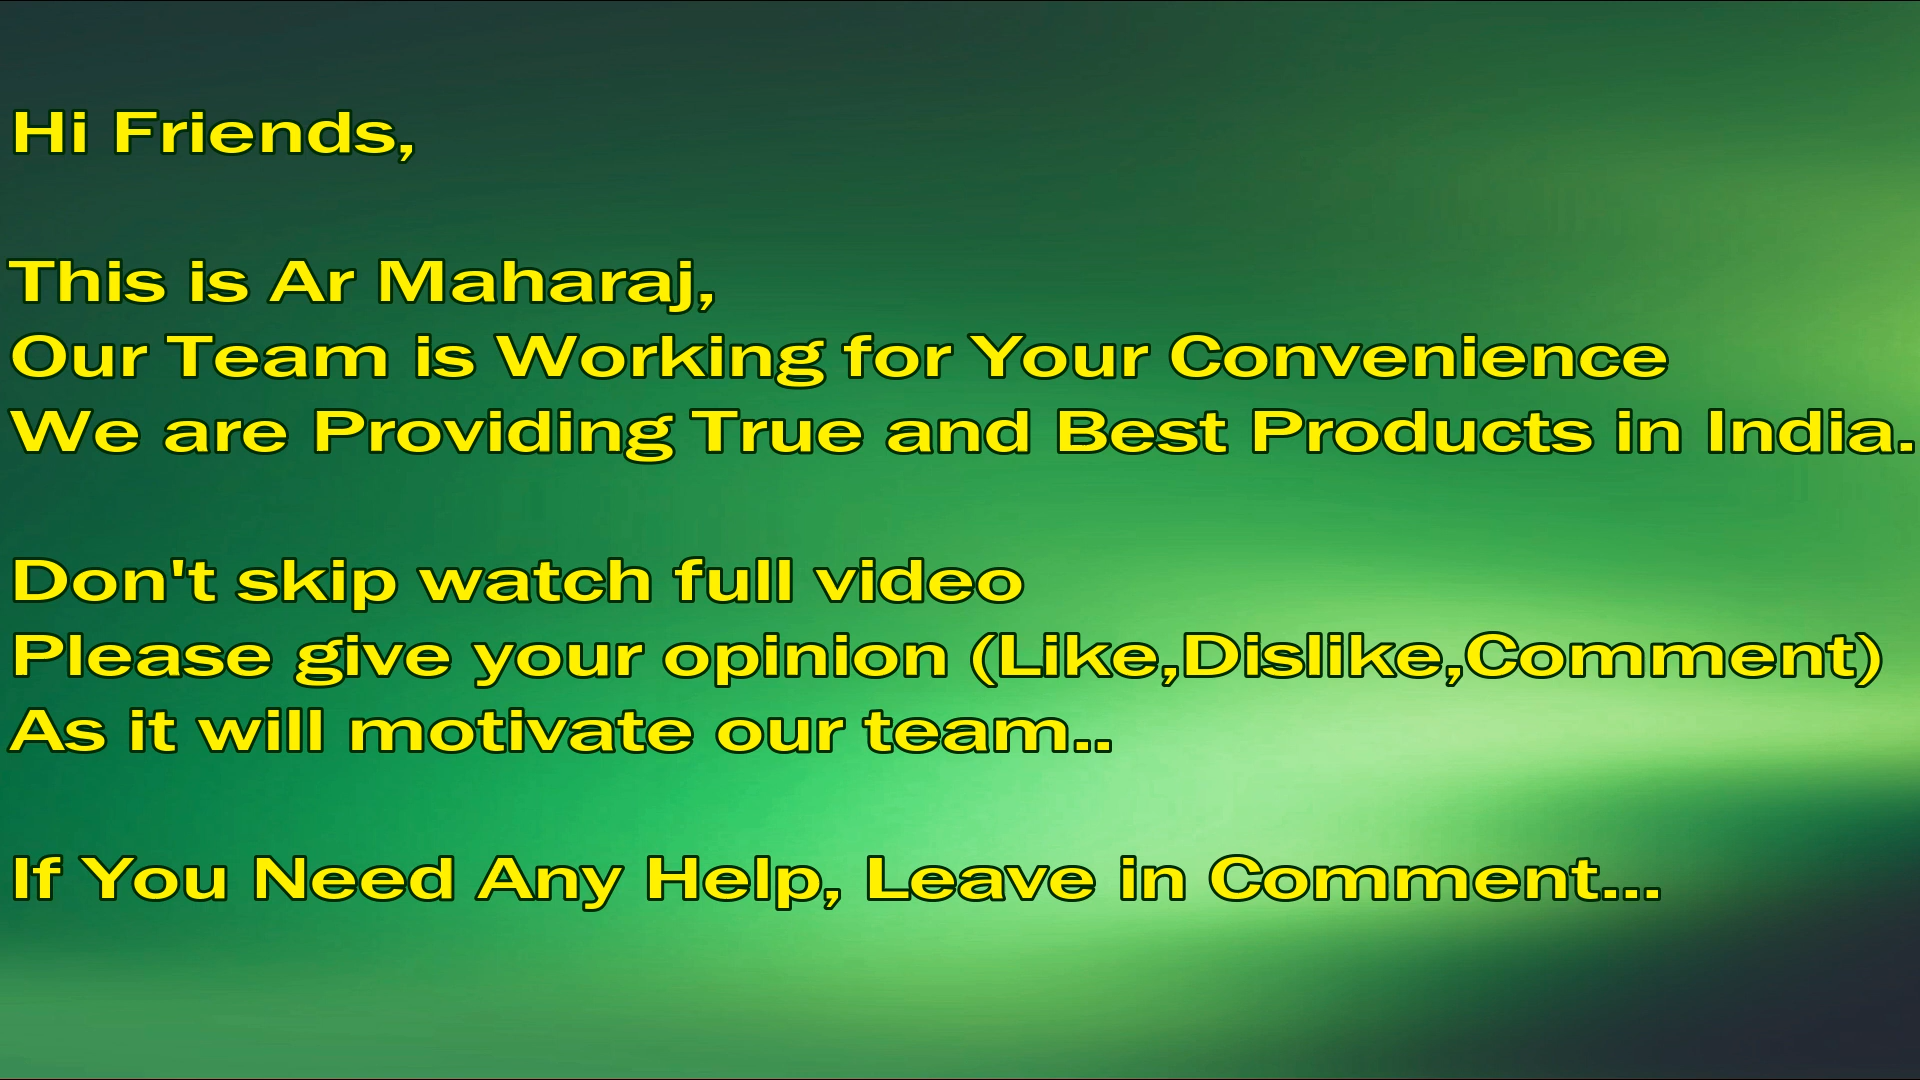 Hi Friends,
This is Ar Maharaj,
Our Team is Working for Your Convenience
We are Providing True and Best Products in India.
Don't skip watch full video
Please give your opinion (Like,Dislike,Comment)
As it will motivate our team..
If You Need Any Help, Leave in Comment...